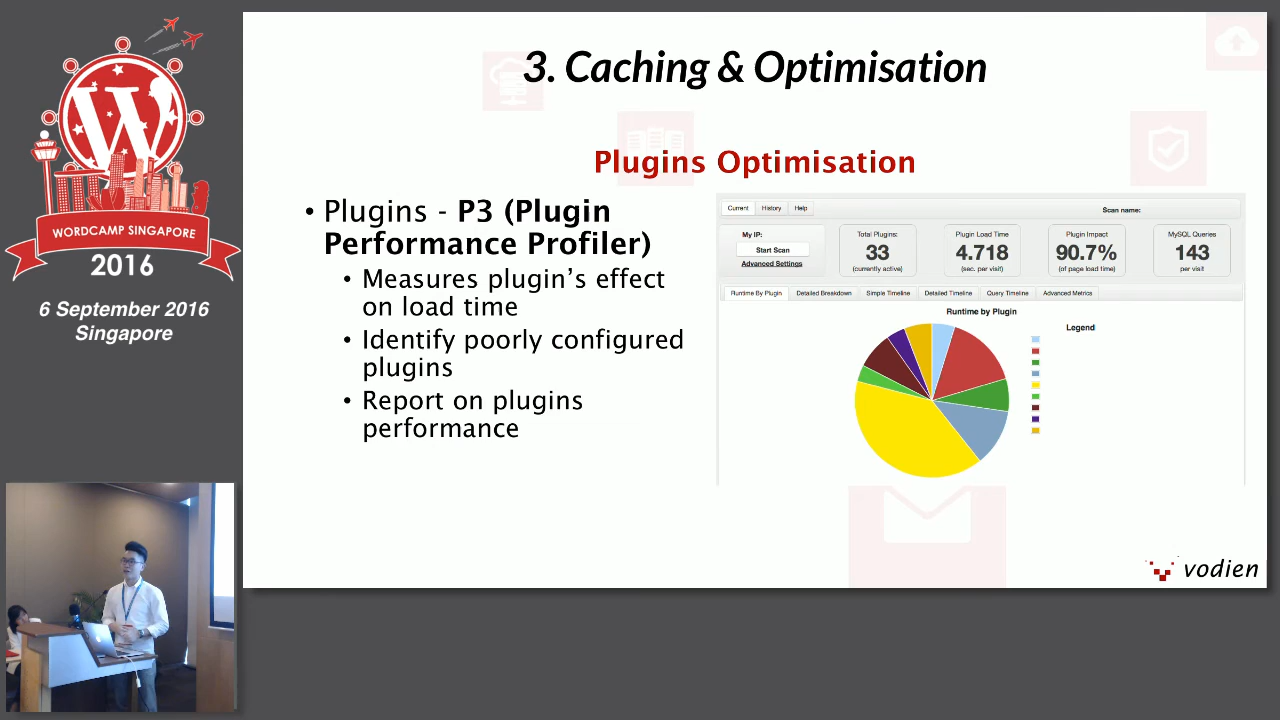 WORDCAMP SINGAPORE
2016
6 September 2016
Singapore
3. Caching & Optimisation
Plugins Optimisation
• Plugins - P3 (Plugin
Performance Profiler)
• Measures plugin's effect
on load time
• Identify poorly configured
plugins
• Report on plugins
performance
Current History Help
Scan name:
My IP:
Start Scan
Advanced Settings
Total Plugins:
33
(currently active)
Plugin Load Time
4.718
(sec. per visit)
Plugin Impact
90.7%
(of page load time)
MySQL Queries
143
per visit
Runtime By Plugin Detailed Breakdown Simple Timeline Detailed Timeline Query Timeline Advanced Metrics
Runtime by Plugin
Legend
vodien